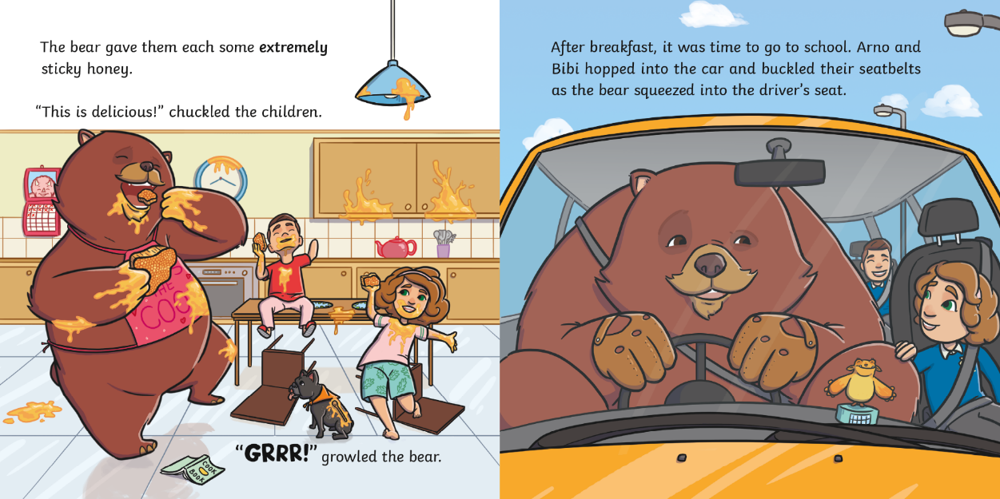 The bear gave them each some extremely
sticky honey.
“This is delicious!” chuckled the children.
THE
COO
COOK
BOOK
“GRRR!” growled the bear.
After breakfast, it was time to go to school. Arno and
Bibi hopped into the car and buckled their seatbelts
as the bear squeezed into the driver’s seat.